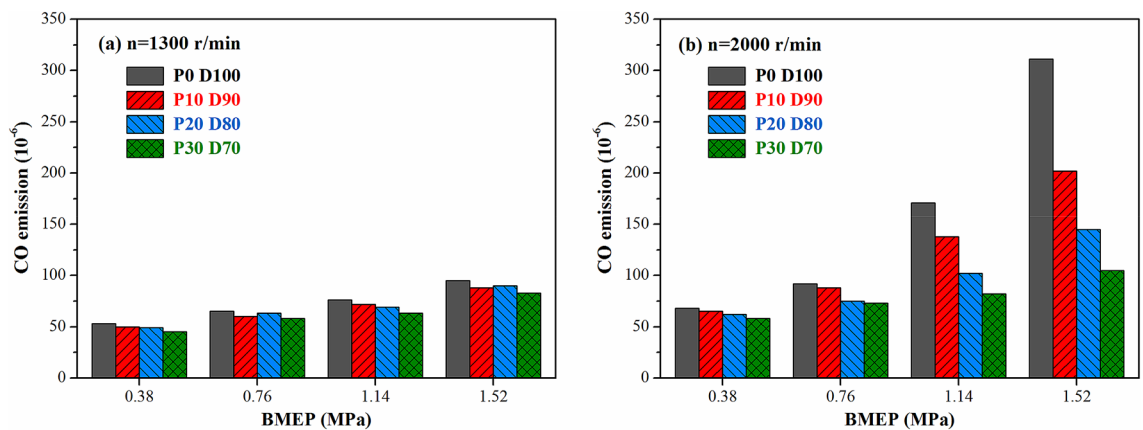 (a) n=1300 r/min
P0 D100
P10 D90
P20 D80
P30 D70
CO emission (10⁻⁶)
350
300
250
200
150
100
50
0
0.38 0.76 1.14 1.52
BMEP (MPa)
(b) n=2000 r/min
P0 D100
P10 D90
P20 D80
P30 D70
CO emission (10⁻⁶)
350
300
250
200
150
100
50
0
0.38 0.76 1.14 1.52
BMEP (MPa)